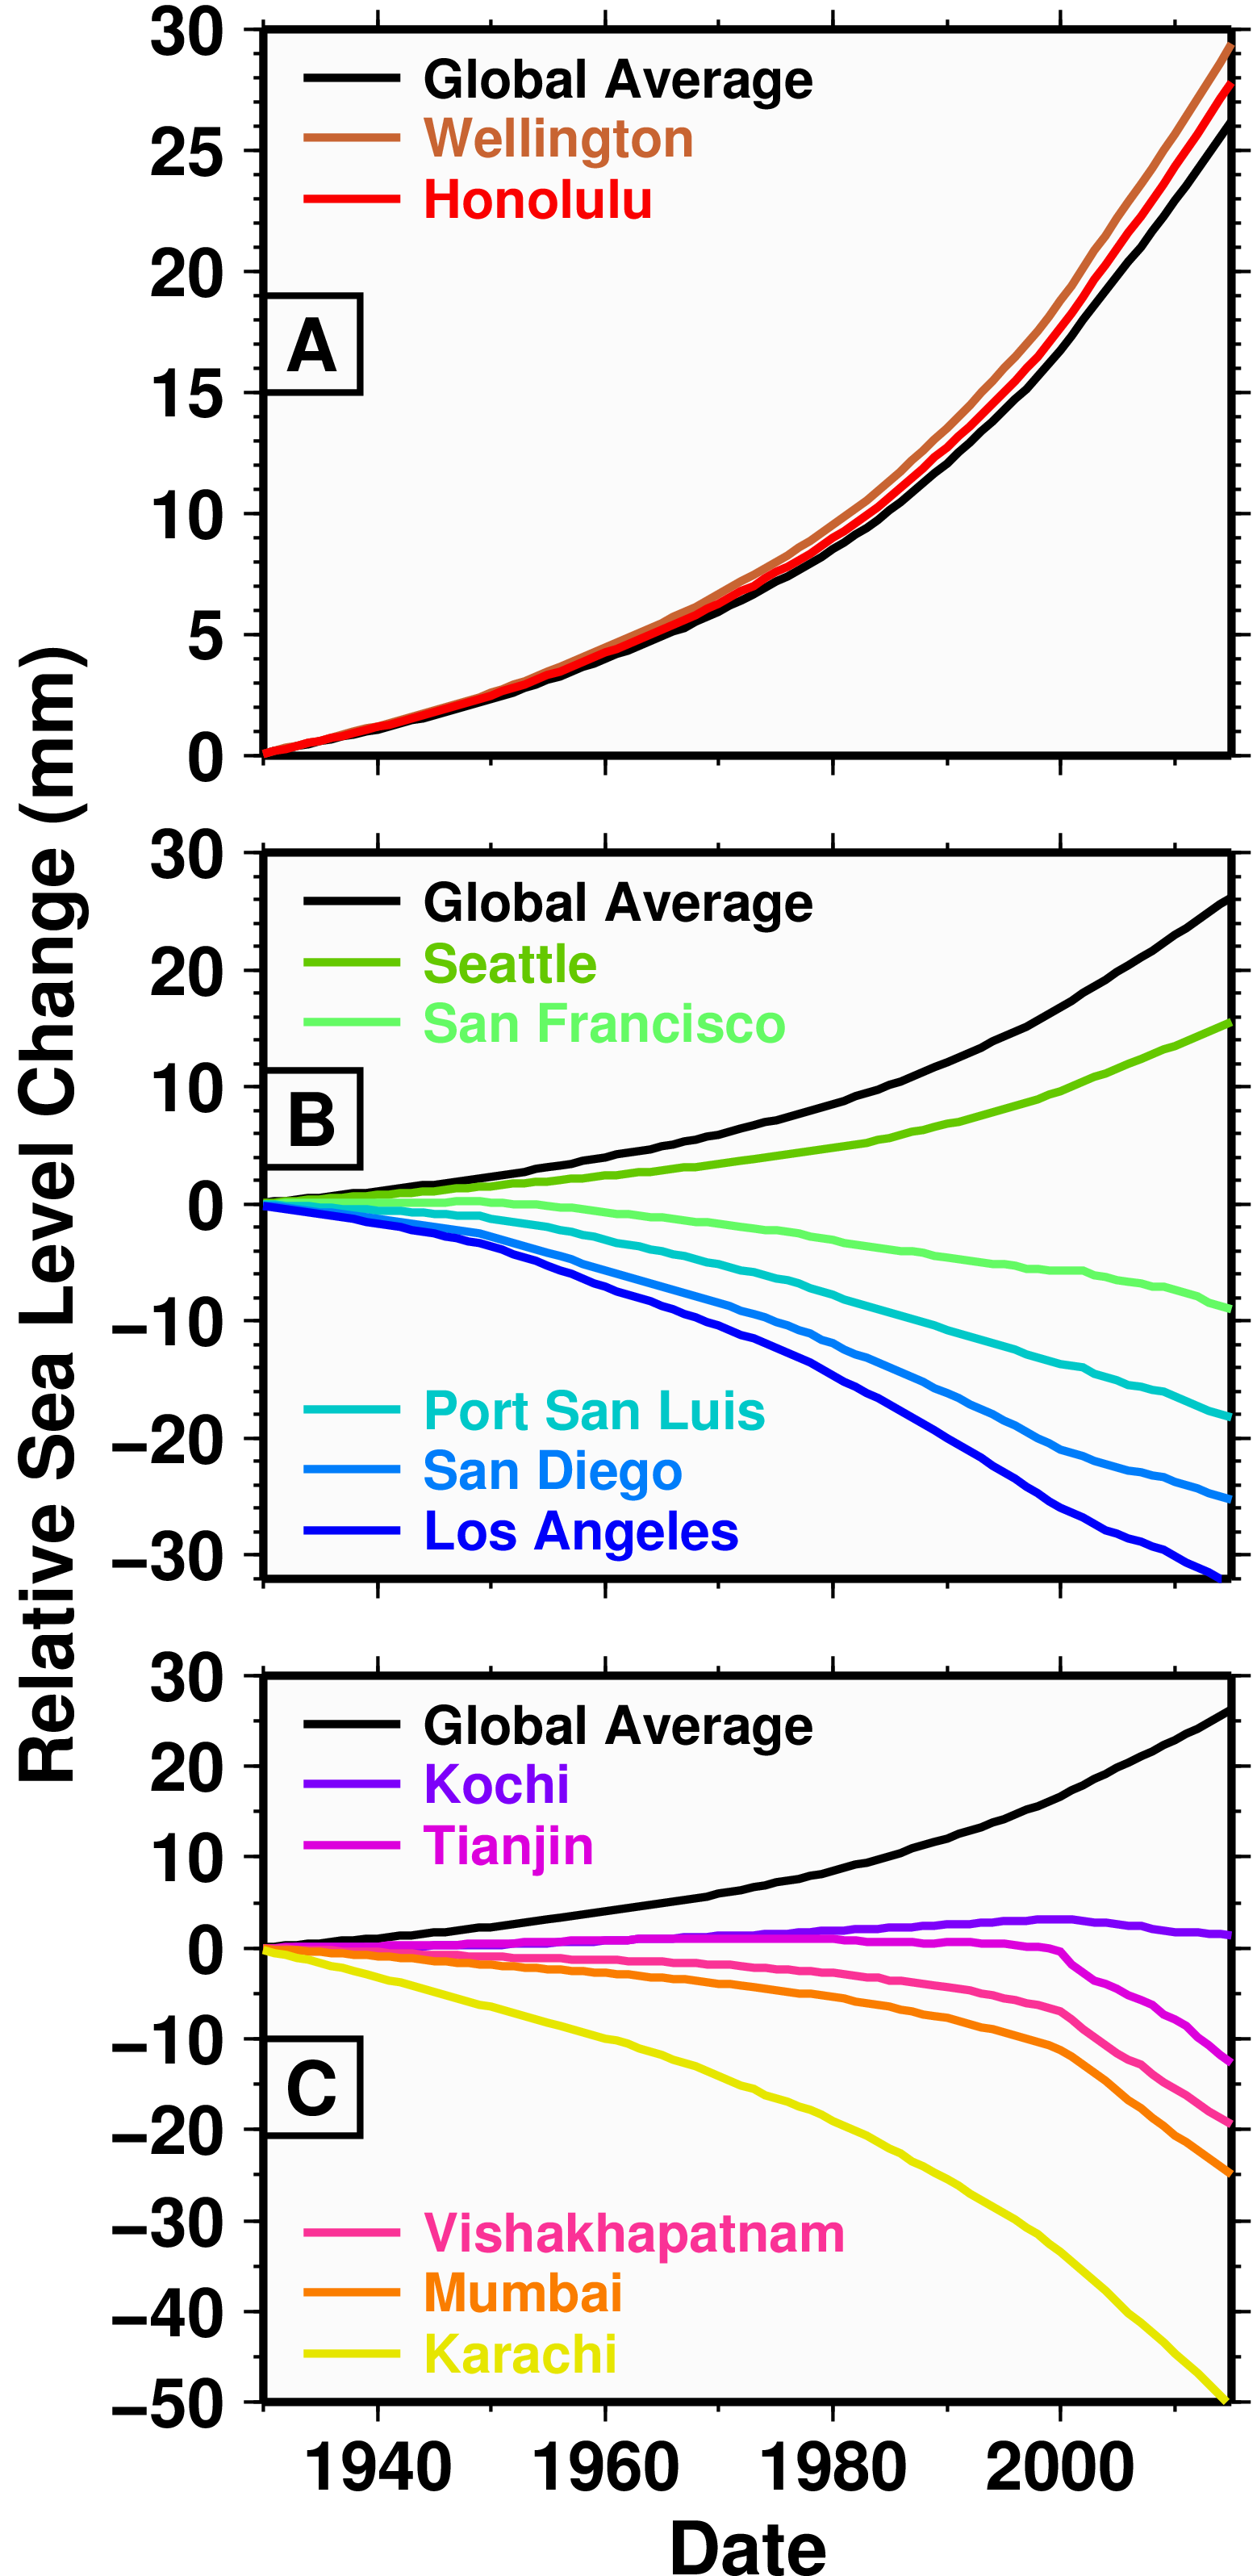 Relative Sea Level Change (mm)
30
25
20
15
10
5
0
Global Average
Wellington
Honolulu
A
30
20
10
0
−10
−20
−30
Global Average
Seattle
San Francisco
B
Port San Luis
San Diego
Los Angeles
30
20
10
0
−10
−20
−30
−40
−50
Global Average
Kochi
Tianjin
C
Vishakhapatnam
Mumbai
Karachi
1940 1960 1980 2000
Date